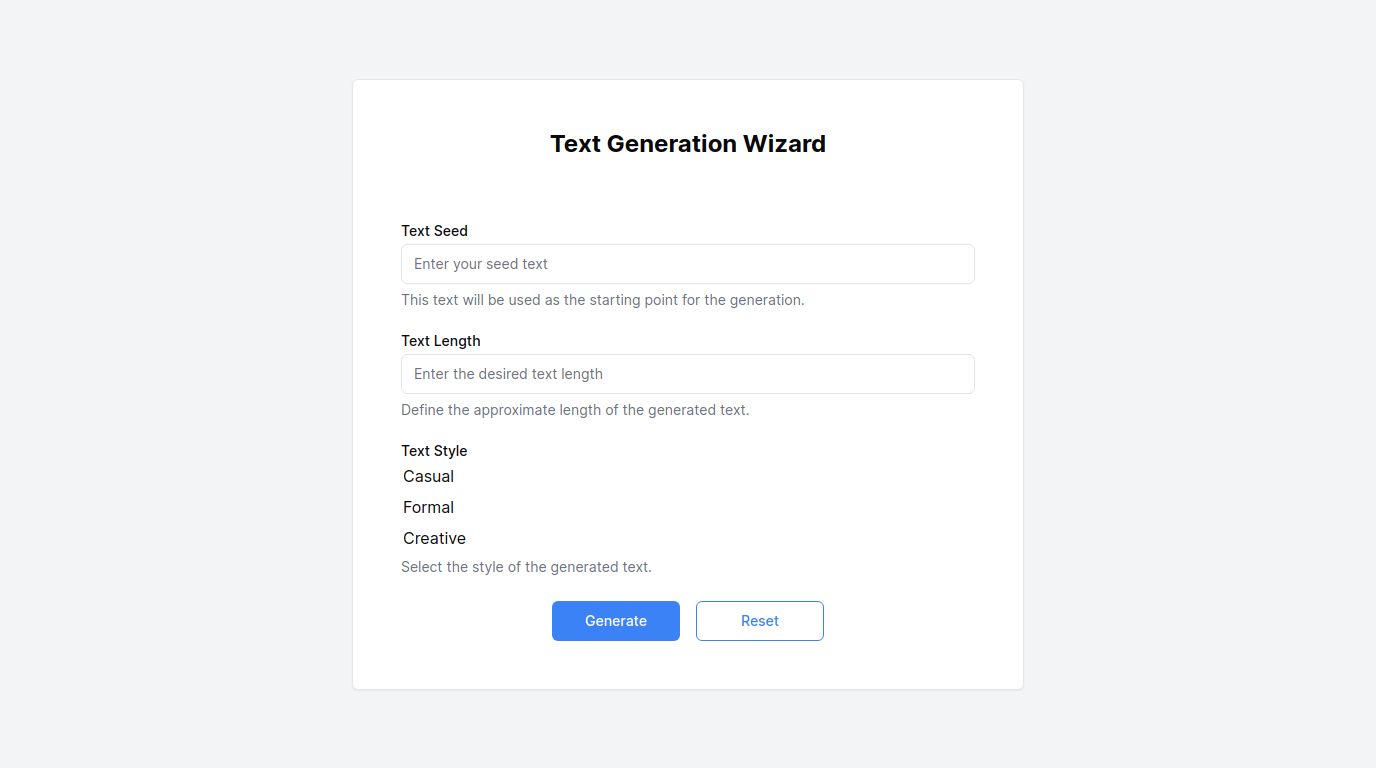 Text Generation Wizard
Text Seed
Enter your seed text
This text will be used as the starting point for the generation.
Text Length
Enter the desired text length
Define the approximate length of the generated text.
Text Style
Casual
Formal
Creative
Select the style of the generated text.
Generate Reset